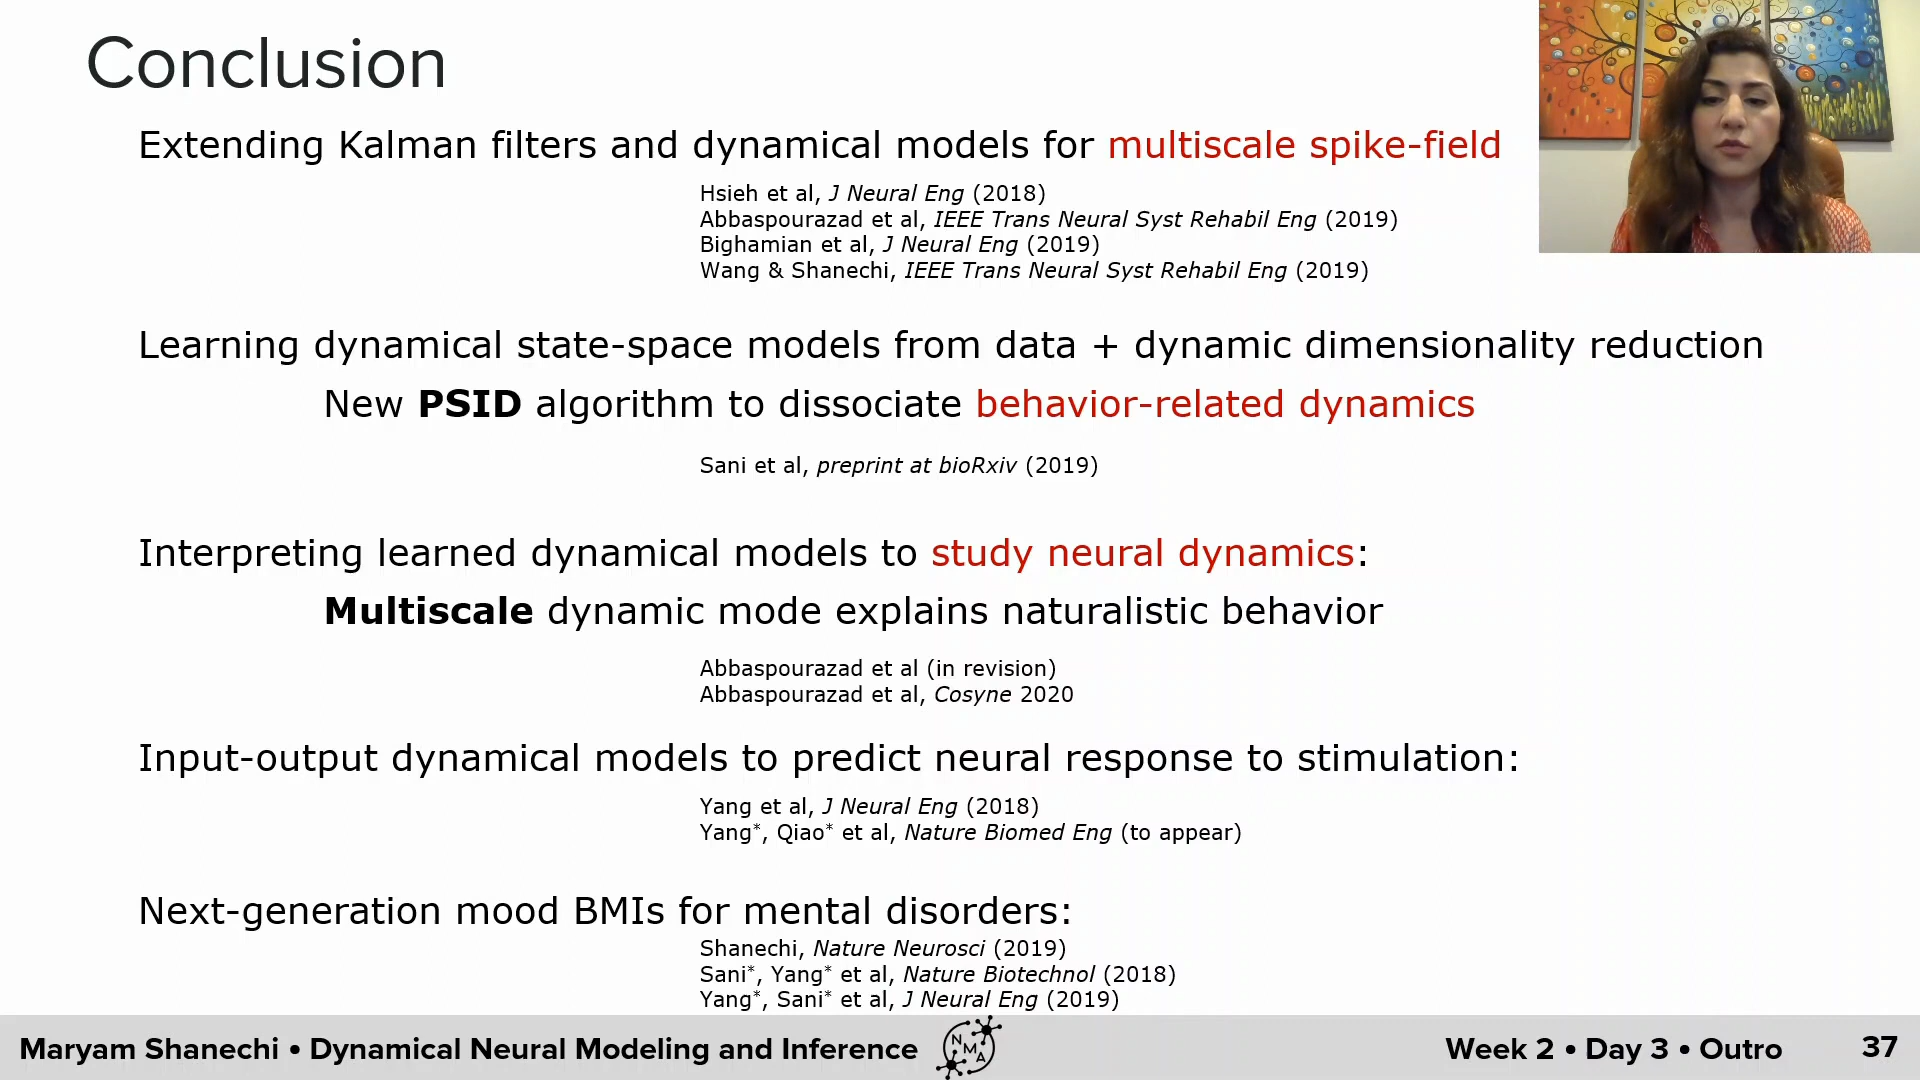 Conclusion
Extending Kalman filters and dynamical models for multiscale spike-field
Hsieh et al, J Neural Eng (2018)
Abbaspourazad et al, IEEE Trans Neural Syst Rehabil Eng (2019)
Bighamian et al, J Neural Eng (2019)
Wang & Shanechi, IEEE Trans Neural Syst Rehabil Eng (2019)
Learning dynamical state-space models from data + dynamic dimensionality reduction
New PSID algorithm to dissociate behavior-related dynamics
Sani et al, preprint at bioRxiv (2019)
Interpreting learned dynamical models to study neural dynamics:
Multiscale dynamic mode explains naturalistic behavior
Abbaspourazad et al (in revision)
Abbaspourazad et al, Cosyne 2020
Input-output dynamical models to predict neural response to stimulation:
Yang et al, J Neural Eng (2018)
Yang*, Qiao* et al, Nature Biomed Eng (to appear)
Next-generation mood BMIs for mental disorders:
Shanechi, Nature Neurosci (2019)
Sani*, Yang* et al, Nature Biotechnol (2018)
Yang*, Sani* et al, J Neural Eng (2019)
Maryam Shanechi • Dynamical Neural Modeling and Inference
NMA
Week 2 • Day 3 • Outro
37